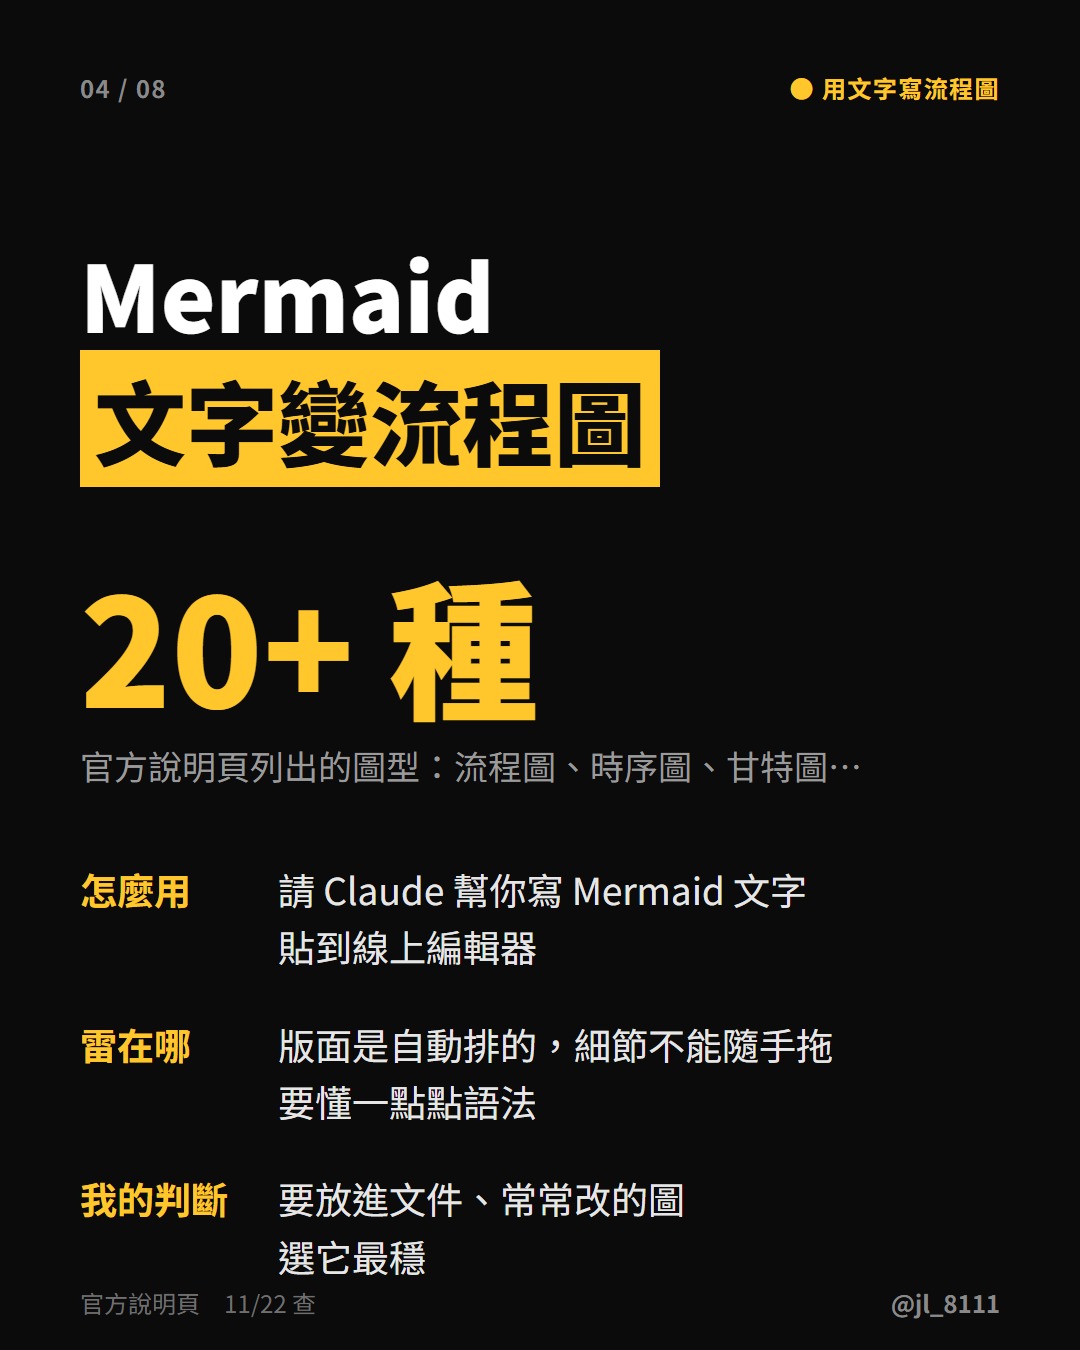 04 / 08
用文字寫流程圖
Mermaid
文字變流程圖
20+ 種
官方說明頁列出的圖型：流程圖、時序圖、甘特圖⋯
怎麼用
請 Claude 幫你寫 Mermaid 文字
貼到線上編輯器
雷在哪
版面是自動排的，細節不能隨手拖
要懂一點點語法
我的判斷
要放進文件、常常改的圖
選它最穩
官方說明頁 11/22 查
@jl_8111